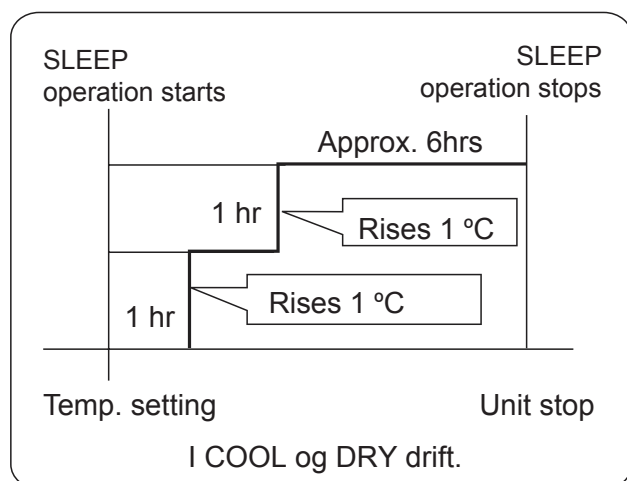 SLEEP
operation starts
SLEEP
operation stops
Approx. 6hrs
1 hr
Rises 1 ºC
1 hr
Rises 1 ºC
Temp. setting
Unit stop
I COOL og DRY drift.